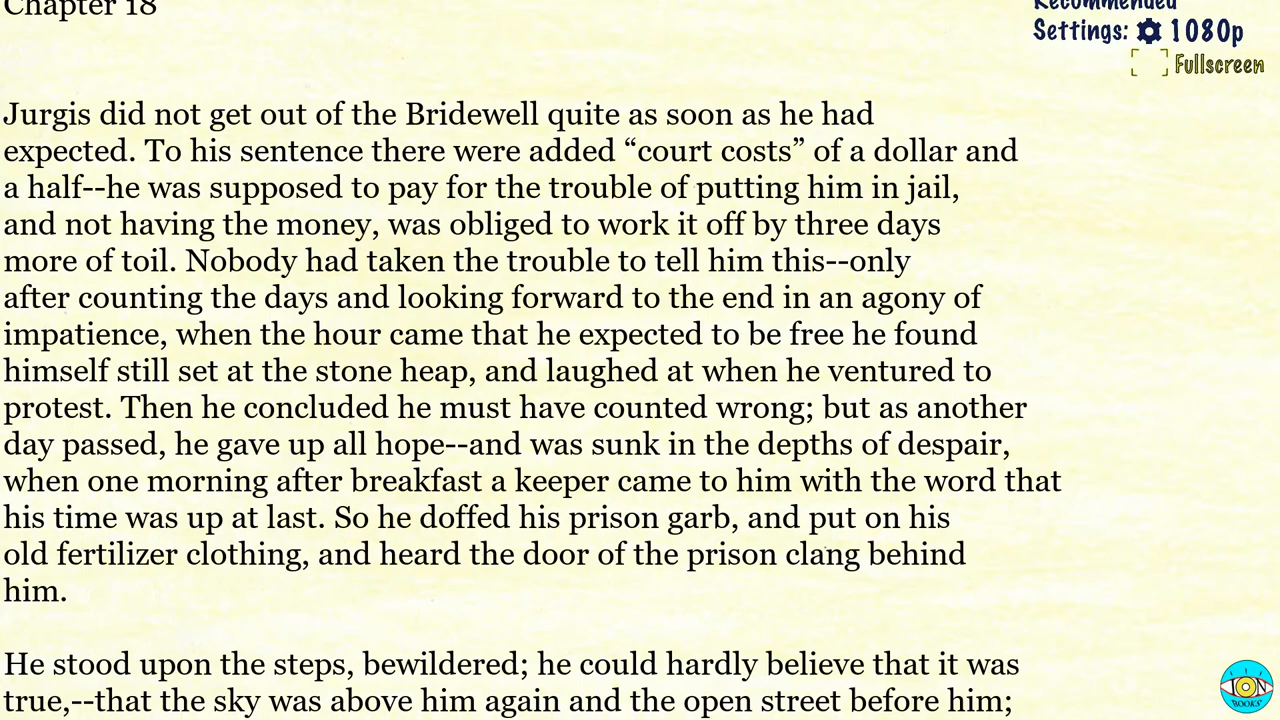 Chapter 18
Recommended
Settings: 1080p
Fullscreen
Jurgis did not get out of the Bridewell quite as soon as he had
expected. To his sentence there were added “court costs” of a dollar and
a half--he was supposed to pay for the trouble of putting him in jail,
and not having the money, was obliged to work it off by three days
more of toil. Nobody had taken the trouble to tell him this--only
after counting the days and looking forward to the end in an agony of
impatience, when the hour came that he expected to be free he found
himself still set at the stone heap, and laughed at when he ventured to
protest. Then he concluded he must have counted wrong; but as another
day passed, he gave up all hope--and was sunk in the depths of despair,
when one morning after breakfast a keeper came to him with the word that
his time was up at last. So he doffed his prison garb, and put on his
old fertilizer clothing, and heard the door of the prison clang behind
him.
He stood upon the steps, bewildered; he could hardly believe that it was
true,--that the sky was above him again and the open street before him;
ION
BOOKS